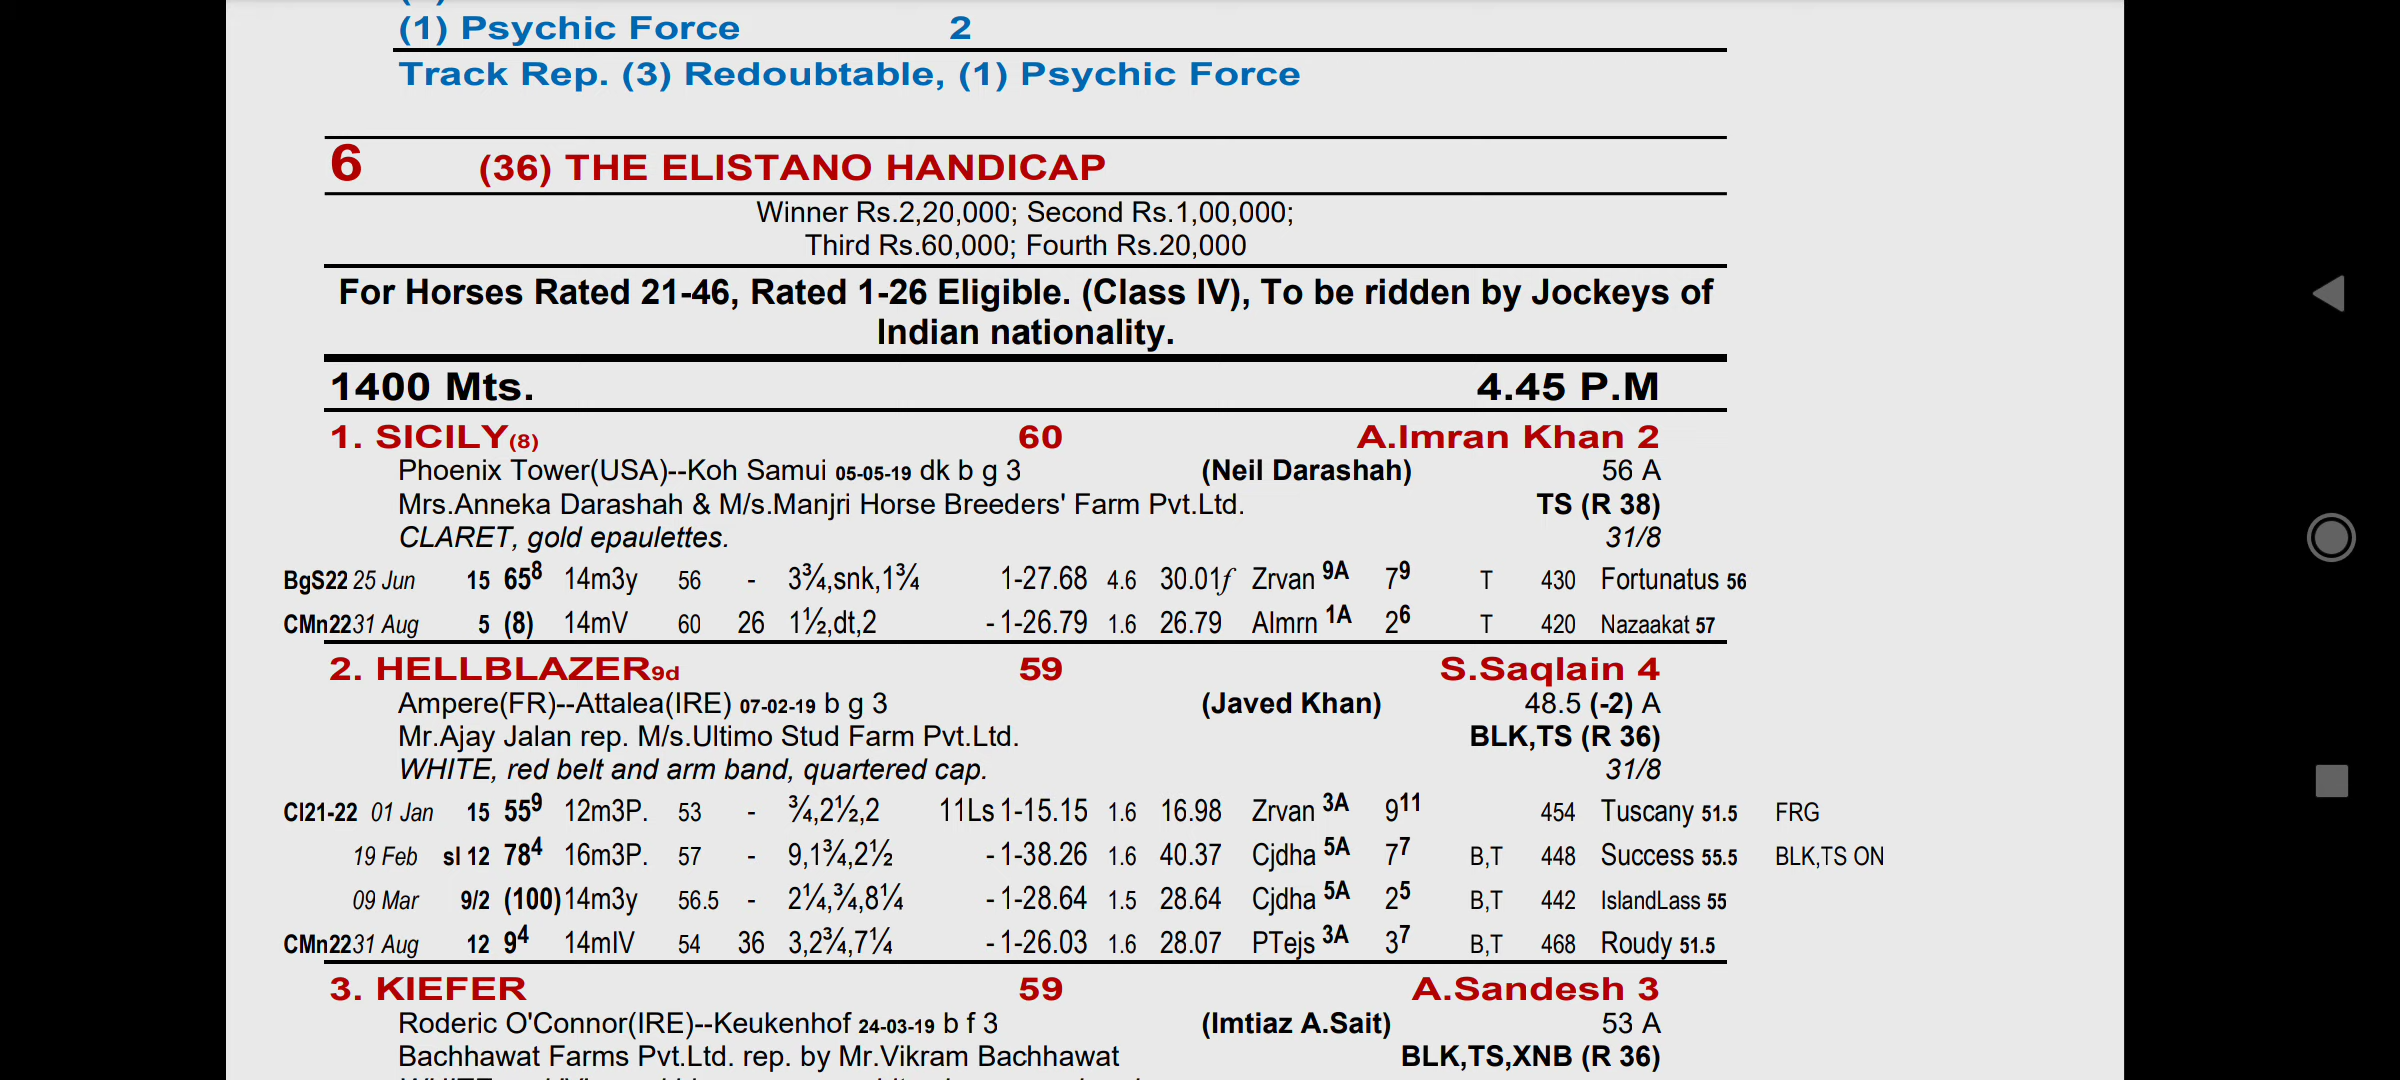 (1) Psychic Force 2
Track Rep. (3) Redoubtable, (1) Psychic Force
6 (36) THE ELISTANO HANDICAP
Winner Rs.2,20,000; Second Rs.1,00,000;
Third Rs.60,000; Fourth Rs.20,000
For Horses Rated 21-46, Rated 1-26 Eligible. (Class IV), To be ridden by Jockeys of
Indian nationality.
1400 Mts. 4.45 P.M
1. SICILY(8) 60 A.Imran Khan 2
Phoenix Tower(USA)--Koh Samui 05-05-19 dk b g 3 (Neil Darashah) 56 A
Mrs.Anneka Darashah & M/s.Manjri Horse Breeders' Farm Pvt.Ltd. TS (R 38)
CLARET, gold epaulettes. 31/8
BgS22 25 Jun 15 65⁸ 14m3y 56 - 3¾,snk,1¾ 1-27.68 4.6 30.01f Zrvan 9A 7⁹ T 430 Fortunatus 56
CMn22 31 Aug 5 (8) 14mV 60 26 1½,dt,2 - 1-26.79 1.6 26.79 AImrn 1A 2⁶ T 420 Nazaakat 57
2. HELLBLAZER9d 59 S.Saqlain 4
Ampere(FR)--Attalea(IRE) 07-02-19 b g 3 (Javed Khan) 48.5 (-2) A
Mr.Ajay Jalan rep. M/s.Ultimo Stud Farm Pvt.Ltd. BLK,TS (R 36)
WHITE, red belt and arm band, quartered cap. 31/8
Cl21-22 01 Jan 15 55⁹ 12m3P. 53 - ¾,2½,2 11Ls 1-15.15 1.6 16.98 Zrvan 3A 9¹¹ 454 Tuscany 51.5 FRG
19 Feb sl 12 78⁴ 16m3P. 57 - 9,1¾,2½ - 1-38.26 1.6 40.37 Cjdha 5A 7⁷ B,T 448 Success 55.5 BLK,TS ON
09 Mar 9/2 (100) 14m3y 56.5 - 2¼,¾,8¼ - 1-28.64 1.5 28.64 Cjdha 5A 2⁵ B,T 442 IslandLass 55
CMn22 31 Aug 12 9⁴ 14mIV 54 36 3,2¾,7¼ - 1-26.03 1.6 28.07 PTejs 3A 3⁷ B,T 468 Roudy 51.5
3. KIEFER 59 A.Sandesh 3
Roderic O'Connor(IRE)--Keukenhof 24-03-19 b f 3 (Imtiaz A.Sait) 53 A
Bachhawat Farms Pvt.Ltd. rep. by Mr.Vikram Bachhawat BLK,TS,XNB (R 36)